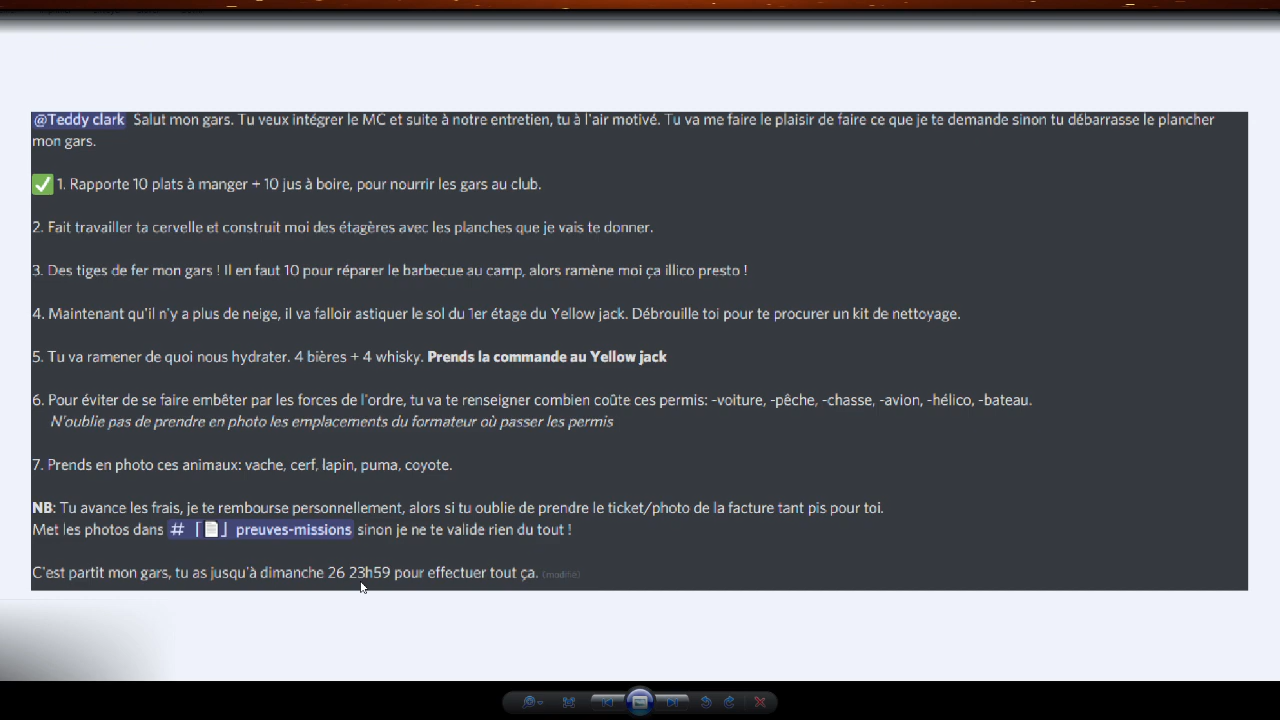 @Teddy clark Salut mon gars. Tu veux intégrer le MC et suite à notre entretien, tu à l'air motivé. Tu va me faire le plaisir de faire ce que je te demande sinon tu débarrasse le plancher
mon gars.
✅ 1. Rapporte 10 plats à manger + 10 jus à boire, pour nourrir les gars au club.
2. Fait travailler ta cervelle et construit moi des étagères avec les planches que je vais te donner.
3. Des tiges de fer mon gars ! Il en faut 10 pour réparer le barbecue au camp, alors ramène moi ça illico presto !
4. Maintenant qu'il n'y a plus de neige, il va falloir astiquer le sol du 1er étage du Yellow jack. Débrouille toi pour te procurer un kit de nettoyage.
5. Tu va ramener de quoi nous hydrater. 4 bières + 4 whisky. Prends la commande au Yellow jack
6. Pour éviter de se faire embêter par les forces de l'ordre, tu va te renseigner combien coûte ces permis: -voiture, -pêche, -chasse, -avion, -hélico, -bateau.
N'oublie pas de prendre en photo les emplacements du formateur où passer les permis
7. Prends en photo ces animaux: vache, cerf, lapin, puma, coyote.
NB: Tu avance les frais, je te rembourse personnellement, alors si tu oublie de prendre le ticket/photo de la facture tant pis pour toi.
Met les photos dans # ⌈📄⌋ preuves-missions sinon je ne te valide rien du tout !
C'est partit mon gars, tu as jusqu'à dimanche 26 23h59 pour effectuer tout ça. (modifié)